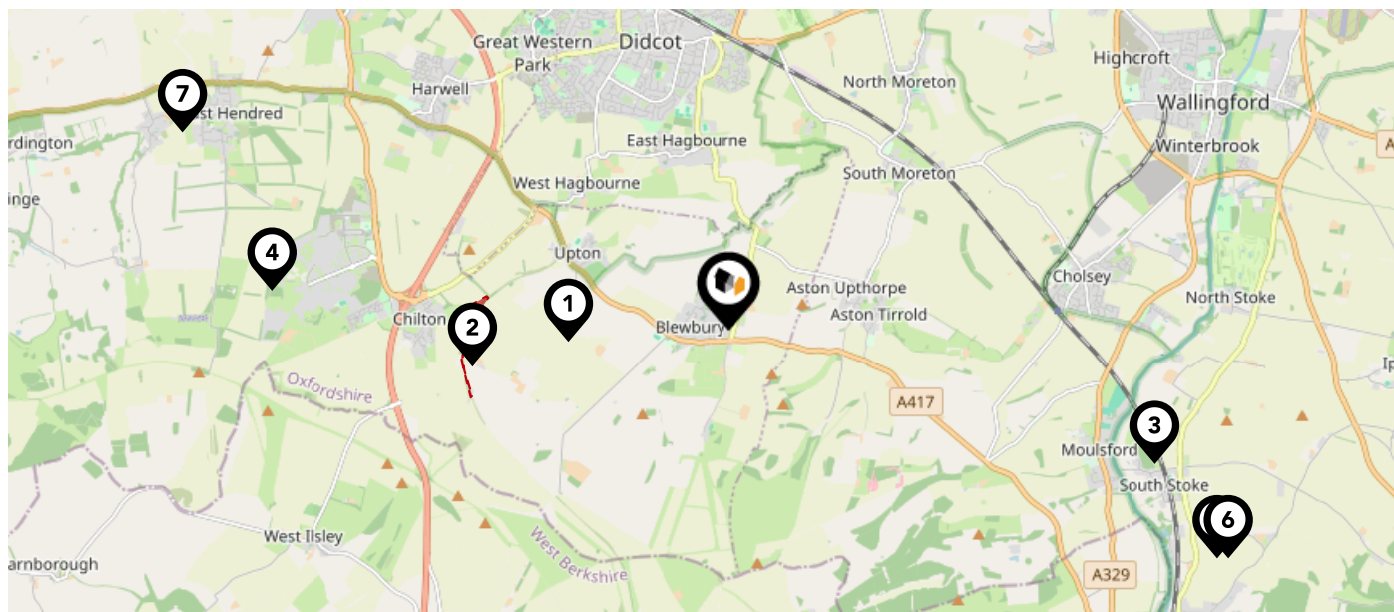 Great Western
Park
Didcot
Highcroft
North Moreton
Harwell
7
st Hendred
Wallingford
rdington
East Hagbourne
A
Winterbrook
South Moreton
West Hagbourne
inge
4
Upton
Cholsey
Aston Upthorpe
North Stoke
1
Aston Tirrold
Chilton
2
Blewbury
Ip
Oxfordshire
A417
3
Moulsford
South Stoke
6
West Ilsley
West Berkshire
arnborough
A329